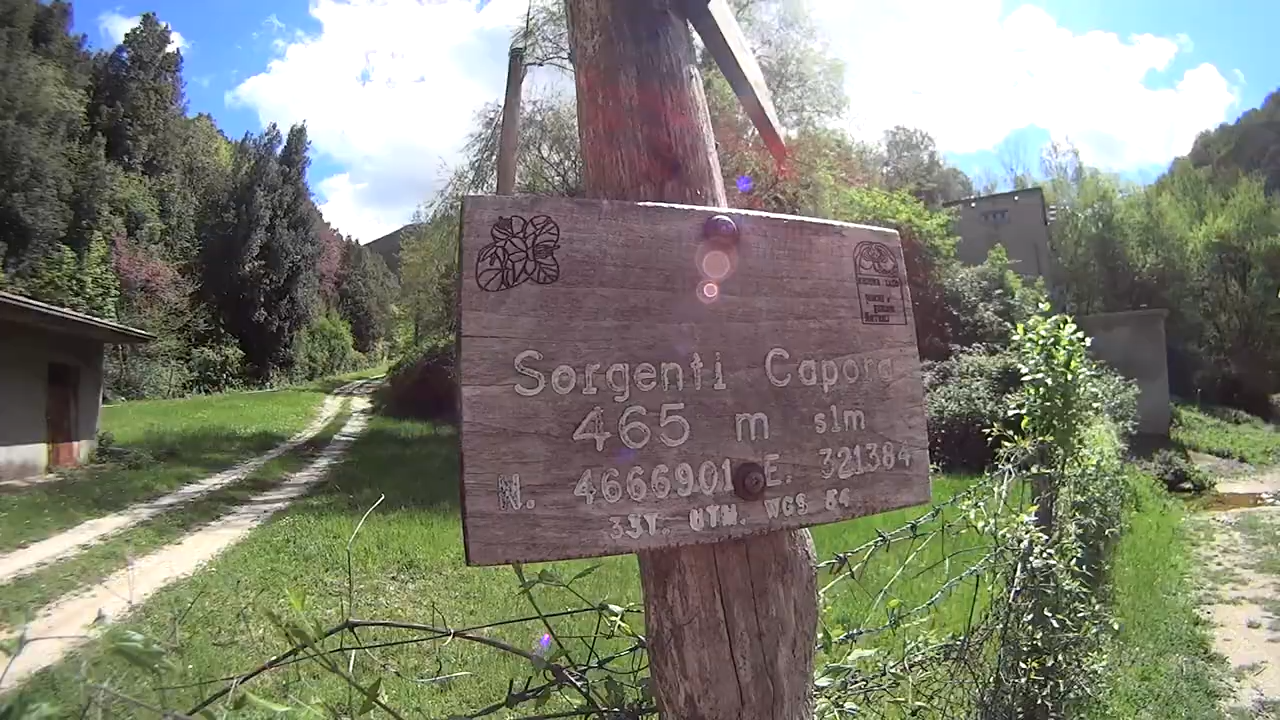 Sorgenti Capora
465 m slm
N. 4666901 E. 321384
33T. UTM. WGS 84